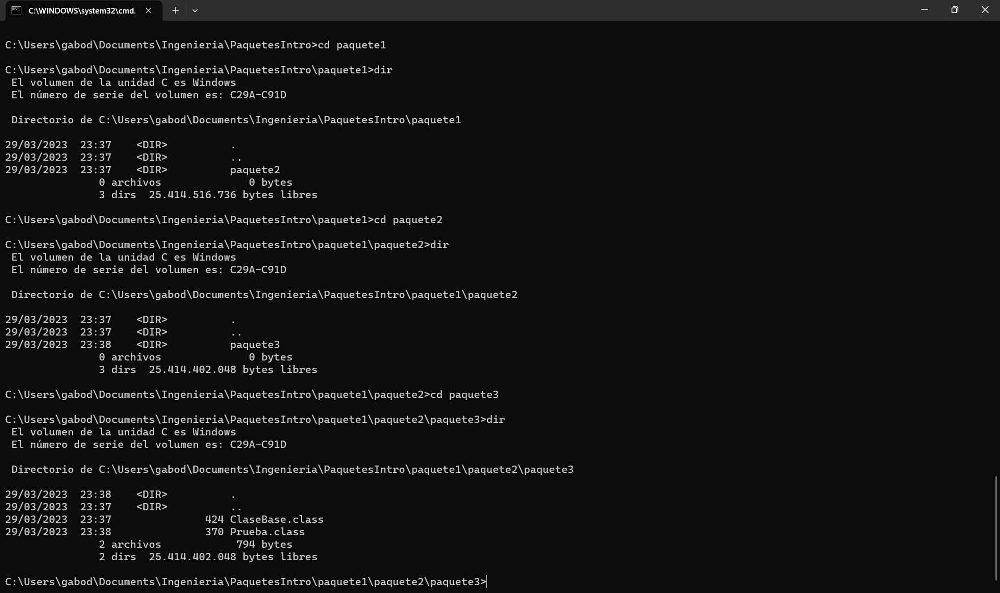 C:\WINDOWS\system32\cmd.
C:\Users\gabod\Documents\Ingenieria\PaquetesIntro>cd paquete1
C:\Users\gabod\Documents\Ingenieria\PaquetesIntro\paquete1>dir
El volumen de la unidad C es Windows
El número de serie del volumen es: C29A-C91D
Directorio de C:\Users\gabod\Documents\Ingenieria\PaquetesIntro\paquete1
29/03/2023  23:37    <DIR>          .
29/03/2023  23:37    <DIR>          ..
29/03/2023  23:37    <DIR>          paquete2
0 archivos              0 bytes
3 dirs  25.414.516.736 bytes libres
C:\Users\gabod\Documents\Ingenieria\PaquetesIntro\paquete1>cd paquete2
C:\Users\gabod\Documents\Ingenieria\PaquetesIntro\paquete1\paquete2>dir
El volumen de la unidad C es Windows
El número de serie del volumen es: C29A-C91D
Directorio de C:\Users\gabod\Documents\Ingenieria\PaquetesIntro\paquete1\paquete2
29/03/2023  23:37    <DIR>          .
29/03/2023  23:37    <DIR>          ..
29/03/2023  23:38    <DIR>          paquete3
0 archivos              0 bytes
3 dirs  25.414.402.048 bytes libres
C:\Users\gabod\Documents\Ingenieria\PaquetesIntro\paquete1\paquete2>cd paquete3
C:\Users\gabod\Documents\Ingenieria\PaquetesIntro\paquete1\paquete2\paquete3>dir
El volumen de la unidad C es Windows
El número de serie del volumen es: C29A-C91D
Directorio de C:\Users\gabod\Documents\Ingenieria\PaquetesIntro\paquete1\paquete2\paquete3
29/03/2023  23:38    <DIR>          .
29/03/2023  23:37    <DIR>          ..
29/03/2023  23:37               424 ClaseBase.class
29/03/2023  23:38               370 Prueba.class
2 archivos            794 bytes
2 dirs  25.414.402.048 bytes libres
C:\Users\gabod\Documents\Ingenieria\PaquetesIntro\paquete1\paquete2\paquete3>